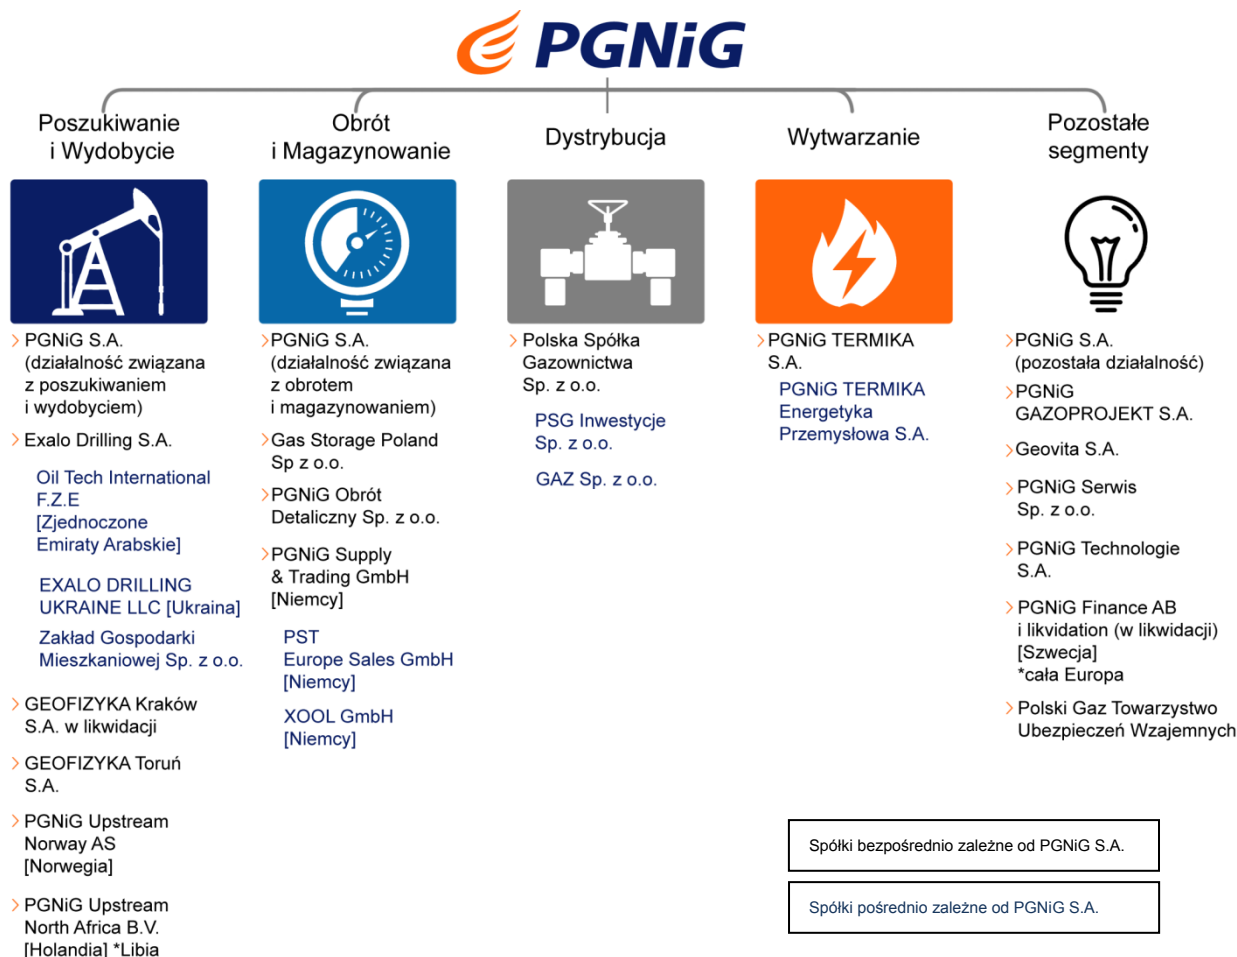 PGNiG
Poszukiwanie
i Wydobycie
PGNiG S.A.
(działalność związana
z poszukiwaniem
i wydobyciem)
Exalo Drilling S.A.
Oil Tech International
F.Z.E
[Zjednoczone
Emiraty Arabskie]
EXALO DRILLING
UKRAINE LLC [Ukraina]
Zakład Gospodarki
Mieszkaniowej Sp. z o.o.
GEOFIZYKA Kraków
S.A. w likwidacji
GEOFIZYKA Toruń
S.A.
PGNiG Upstream
Norway AS
[Norwegia]
PGNiG Upstream
North Africa B.V.
[Holandia] *Libia
Obrót
i Magazynowanie
PGNiG S.A.
(działalność związana
z obrotem
i magazynowaniem)
Gas Storage Poland
Sp z o.o.
PGNiG Obrót
Detaliczny Sp. z o.o.
PGNiG Supply
& Trading GmbH
[Niemcy]
PST
Europe Sales GmbH
[Niemcy]
XOOL GmbH
[Niemcy]
Dystrybucja
Polska Spółka
Gazownictwa
Sp. z o.o.
PSG Inwestycje
Sp. z o.o.
GAZ Sp. z o.o.
Wytwarzanie
PGNiG TERMIKA
S.A.
PGNiG TERMIKA
Energetyka
Przemysłowa S.A.
Pozostałe
segmenty
PGNiG S.A.
(pozostała działalność)
PGNiG
GAZOPROJEKT S.A.
Geovita S.A.
PGNiG Serwis
Sp. z o.o.
PGNiG Technologie
S.A.
PGNiG Finance AB
i likvidation (w likwidacji)
[Szwecja]
*cała Europa
Polski Gaz Towarzystwo
Ubezpieczeń Wzajemnych
Spółki bezpośrednio zależne od PGNiG S.A.
Spółki pośrednio zależne od PGNiG S.A.